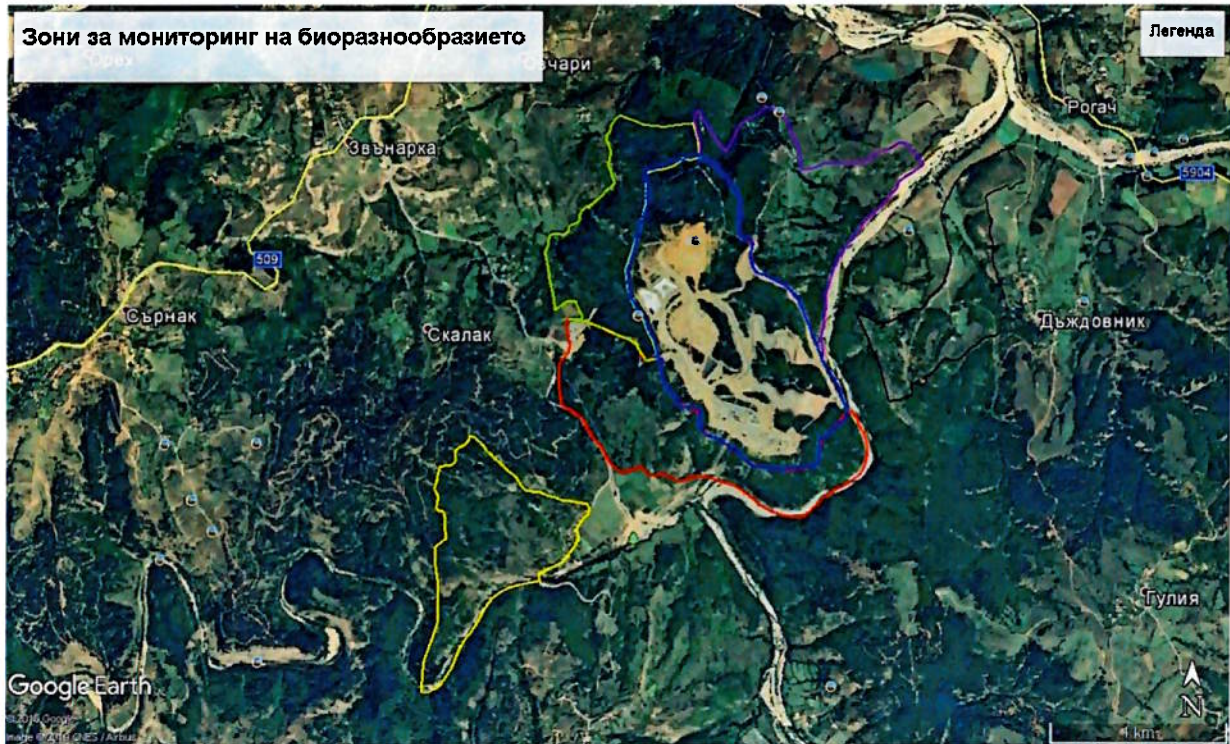 Зони за мониторинг на биоразнообразието
Легенда
Рогач
Звънарка
5904
509
Сърнак
Скалак
Дъждовник
Гулия
Google Earth
N
1 km